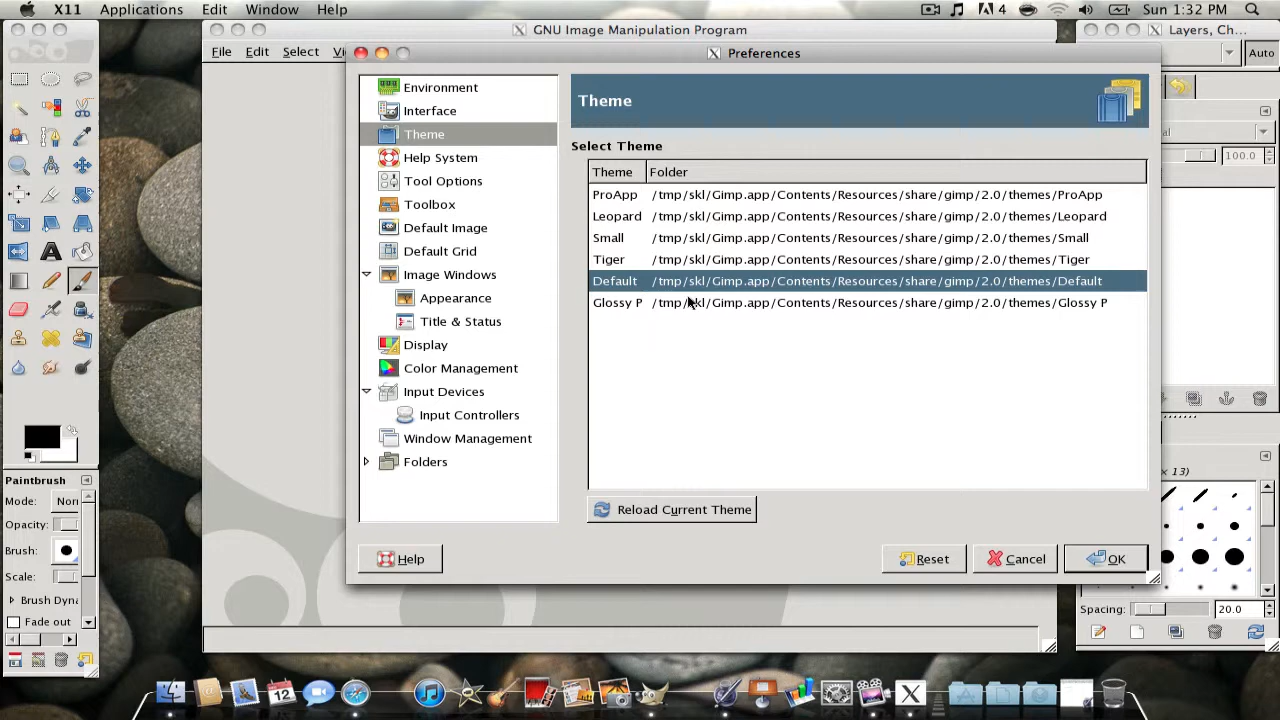 X11 Applications Edit Window Help
4 Sun 1:32 PM
GNU Image Manipulation Program
Layers, Ch...
File Edit Select Vi
Preferences
Auto
Environment
Interface
Theme
Help System
Tool Options
Toolbox
Default Image
Default Grid
Image Windows
Appearance
Title & Status
Display
Color Management
Input Devices
Input Controllers
Window Management
Folders
Theme
Select Theme
Theme Folder
ProApp /tmp/skl/Gimp.app/Contents/Resources/share/gimp/2.0/themes/ProApp
Leopard /tmp/skl/Gimp.app/Contents/Resources/share/gimp/2.0/themes/Leopard
Small /tmp/skl/Gimp.app/Contents/Resources/share/gimp/2.0/themes/Small
Tiger /tmp/skl/Gimp.app/Contents/Resources/share/gimp/2.0/themes/Tiger
Default /tmp/skl/Gimp.app/Contents/Resources/share/gimp/2.0/themes/Default
Glossy P /tmp/skl/Gimp.app/Contents/Resources/share/gimp/2.0/themes/Glossy P
Reload Current Theme
Help
Reset
Cancel
OK
al
100.0
× 13)
Spacing: 20.0
Paintbrush
Mode: Nori
Opacity:
Brush:
Scale:
Brush Dyna
Fade out
12
X